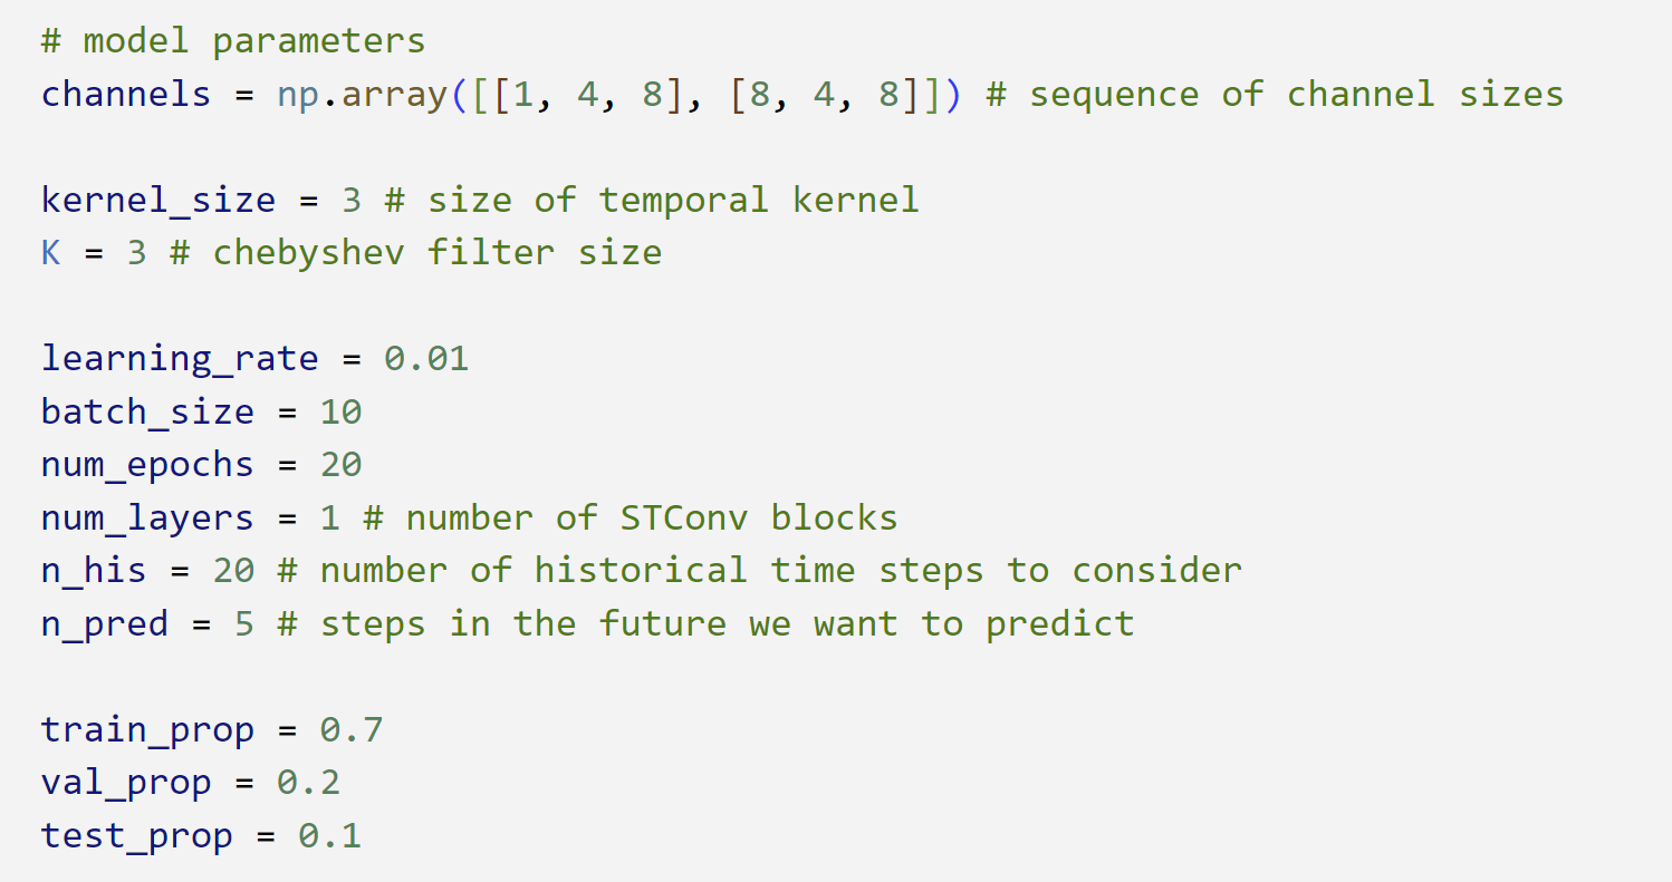 # model parameters
channels = np.array([[1, 4, 8], [8, 4, 8]]) # sequence of channel sizes
kernel_size = 3 # size of temporal kernel
K = 3 # chebyshev filter size
learning_rate = 0.01
batch_size = 10
num_epochs = 20
num_layers = 1 # number of STConv blocks
n_his = 20 # number of historical time steps to consider
n_pred = 5 # steps in the future we want to predict
train_prop = 0.7
val_prop = 0.2
test_prop = 0.1